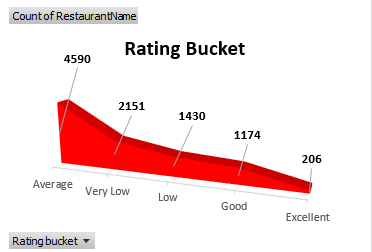 Count of RestaurantName
Rating Bucket
4590
2151
1430
1174
206
Average
Very Low
Low
Good
Excellent
Rating bucket